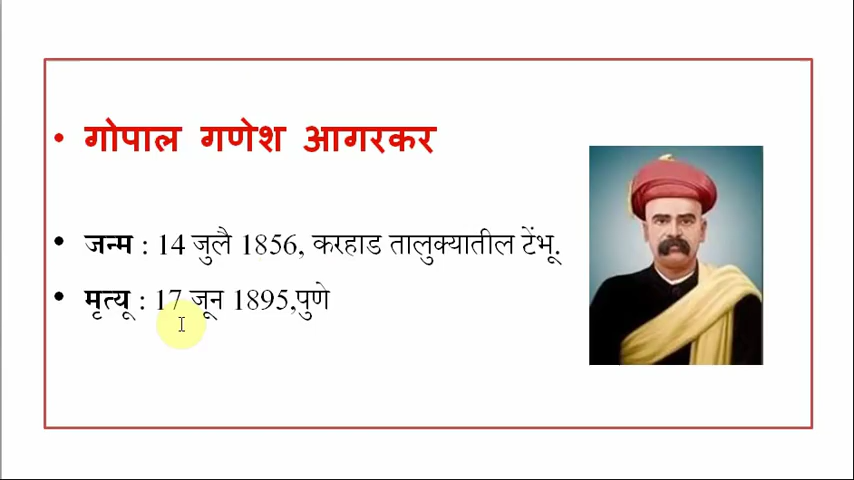 • गोपाल गणेश आगरकर
• जन्म : 14 जुलै 1856, करहाड तालुक्यातील टेंभू.
• मृत्यू : 17 जून 1895,पुणे